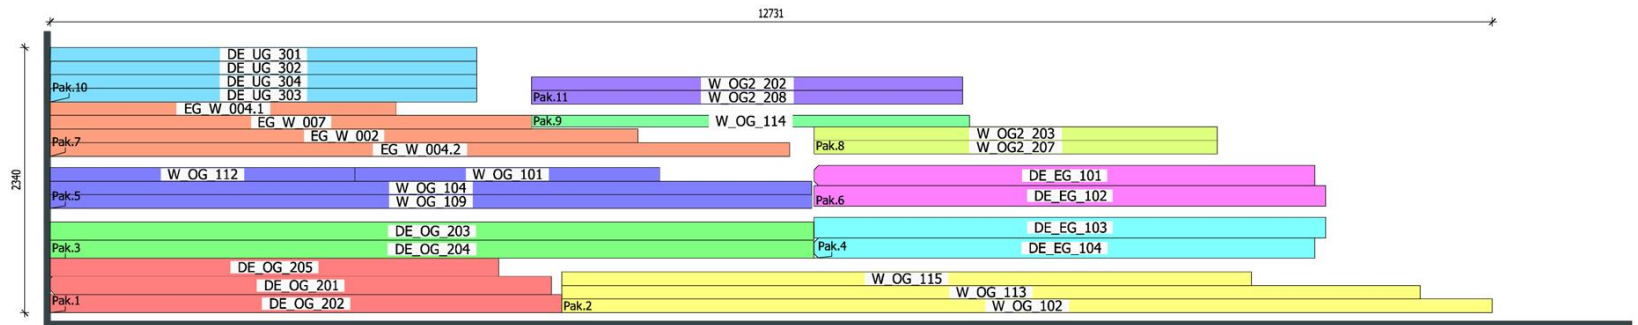 12731
2340
DE_UG_301
DE_UG_302
DE_UG_304
DE_UG_303
Pak.10
EG_W_004.1
EG_W_007
EG_W_002
EG_W_004.2
Pak.7
W_OG2_202
W_OG2_208
Pak.11
Pak.9
W_OG_114
W_OG2_203
W_OG2_207
Pak.8
W_OG_112
W_OG_101
W_OG_104
W_OG_109
Pak.5
DE_EG_101
DE_EG_102
Pak.6
DE_OG_203
DE_OG_204
Pak.3
DE_EG_103
DE_EG_104
Pak.4
DE_OG_205
DE_OG_201
DE_OG_202
Pak.1
W_OG_115
W_OG_113
W_OG_102
Pak.2